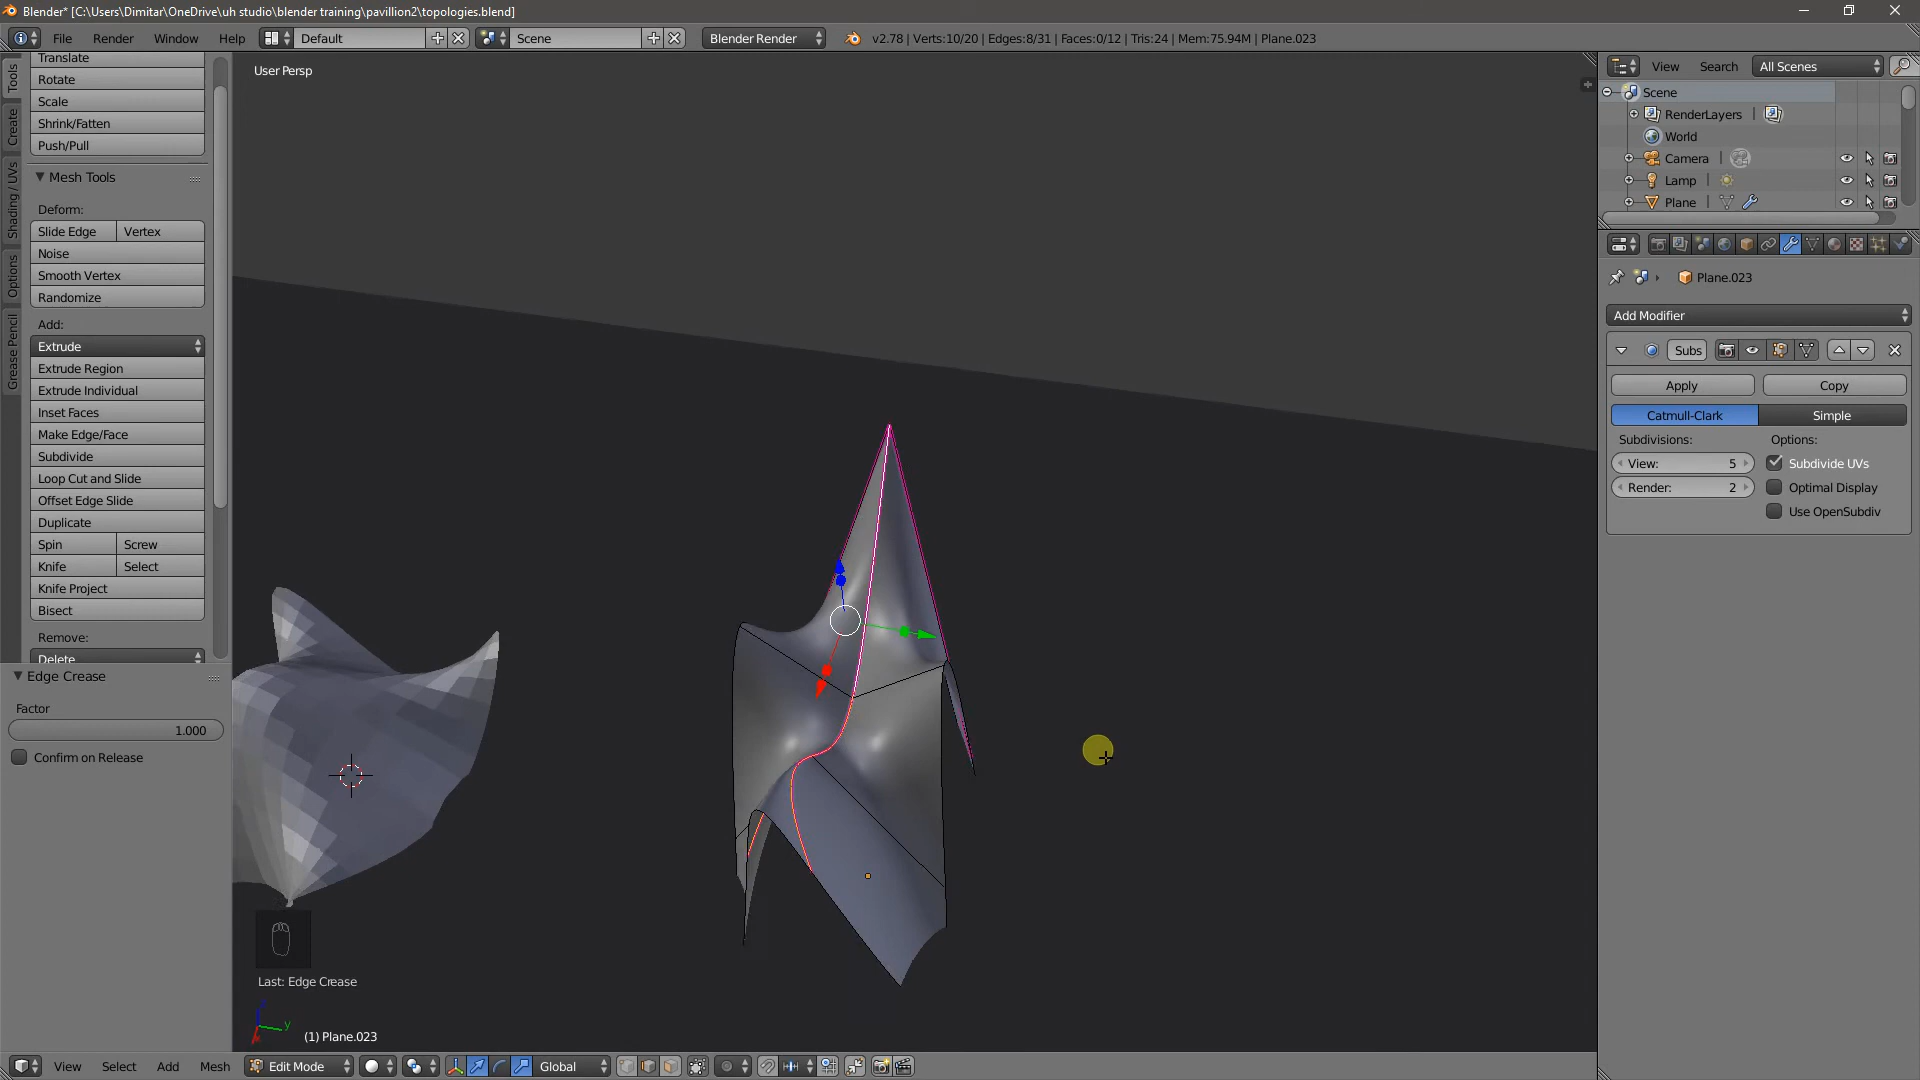 Blender* [C:\Users\Dimitar\OneDrive\uh studio\blender training\pavillion2\topologies.blend]
File Render Window Help Default Scene Blender Render v2.78 | Verts:10/20 | Edges:8/31 | Faces:0/12 | Tris:24 | Mem:75.94M | Plane.023
Tools
Create
Shading / UVs
Options
Grease Pencil
Translate
Rotate
Scale
Shrink/Fatten
Push/Pull
Mesh Tools
Deform:
Slide Edge Vertex
Noise
Smooth Vertex
Randomize
Add:
Extrude
Extrude Region
Extrude Individual
Inset Faces
Make Edge/Face
Subdivide
Loop Cut and Slide
Offset Edge Slide
Duplicate
Spin Screw
Knife Select
Knife Project
Bisect
Remove:
Delete
Edge Crease
Factor
1.000
Confirm on Release
User Persp
Last: Edge Crease
y
(1) Plane.023
View Select Add Mesh Edit Mode Global
View Search All Scenes
Scene
RenderLayers |
World
Camera |
Lamp |
Plane |
Plane.023
Add Modifier
Subs
Apply Copy
Catmull-Clark Simple
Subdivisions: Options:
View: 5 Subdivide UVs
Render: 2 Optimal Display
Use OpenSubdiv